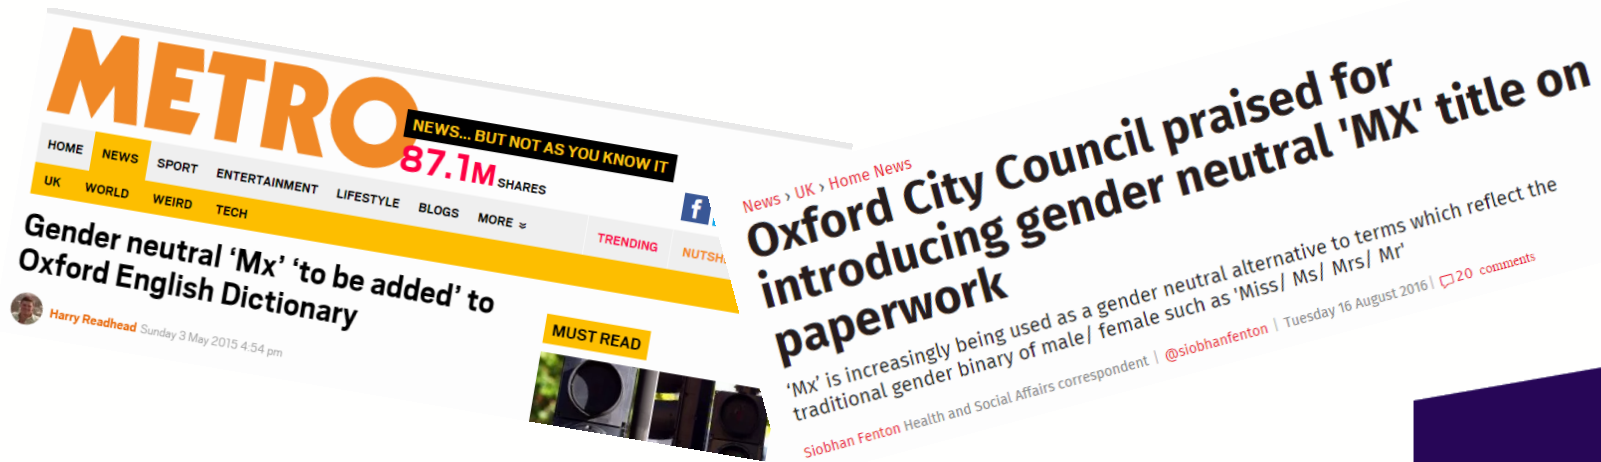 METRO
NEWS... BUT NOT AS YOU KNOW IT
87.1M SHARES
HOME NEWS SPORT ENTERTAINMENT LIFESTYLE BLOGS MORE
TRENDING
UK WORLD WEIRD TECH
Gender neutral ‘Mx’ ‘to be added’ to
Oxford English Dictionary
Harry Readhead Sunday 3 May 2015 4:54 pm
MUST READ
News › UK › Home News
Oxford City Council praised for
introducing gender neutral 'MX' title on
paperwork
‘Mx’ is increasingly being used as a gender neutral alternative to terms which reflect the
traditional gender binary of male/ female such as 'Miss/ Ms/ Mrs/ Mr'
Siobhan Fenton Health and Social Affairs correspondent | @siobhanfenton | Tuesday 16 August 2016 | 20 comments